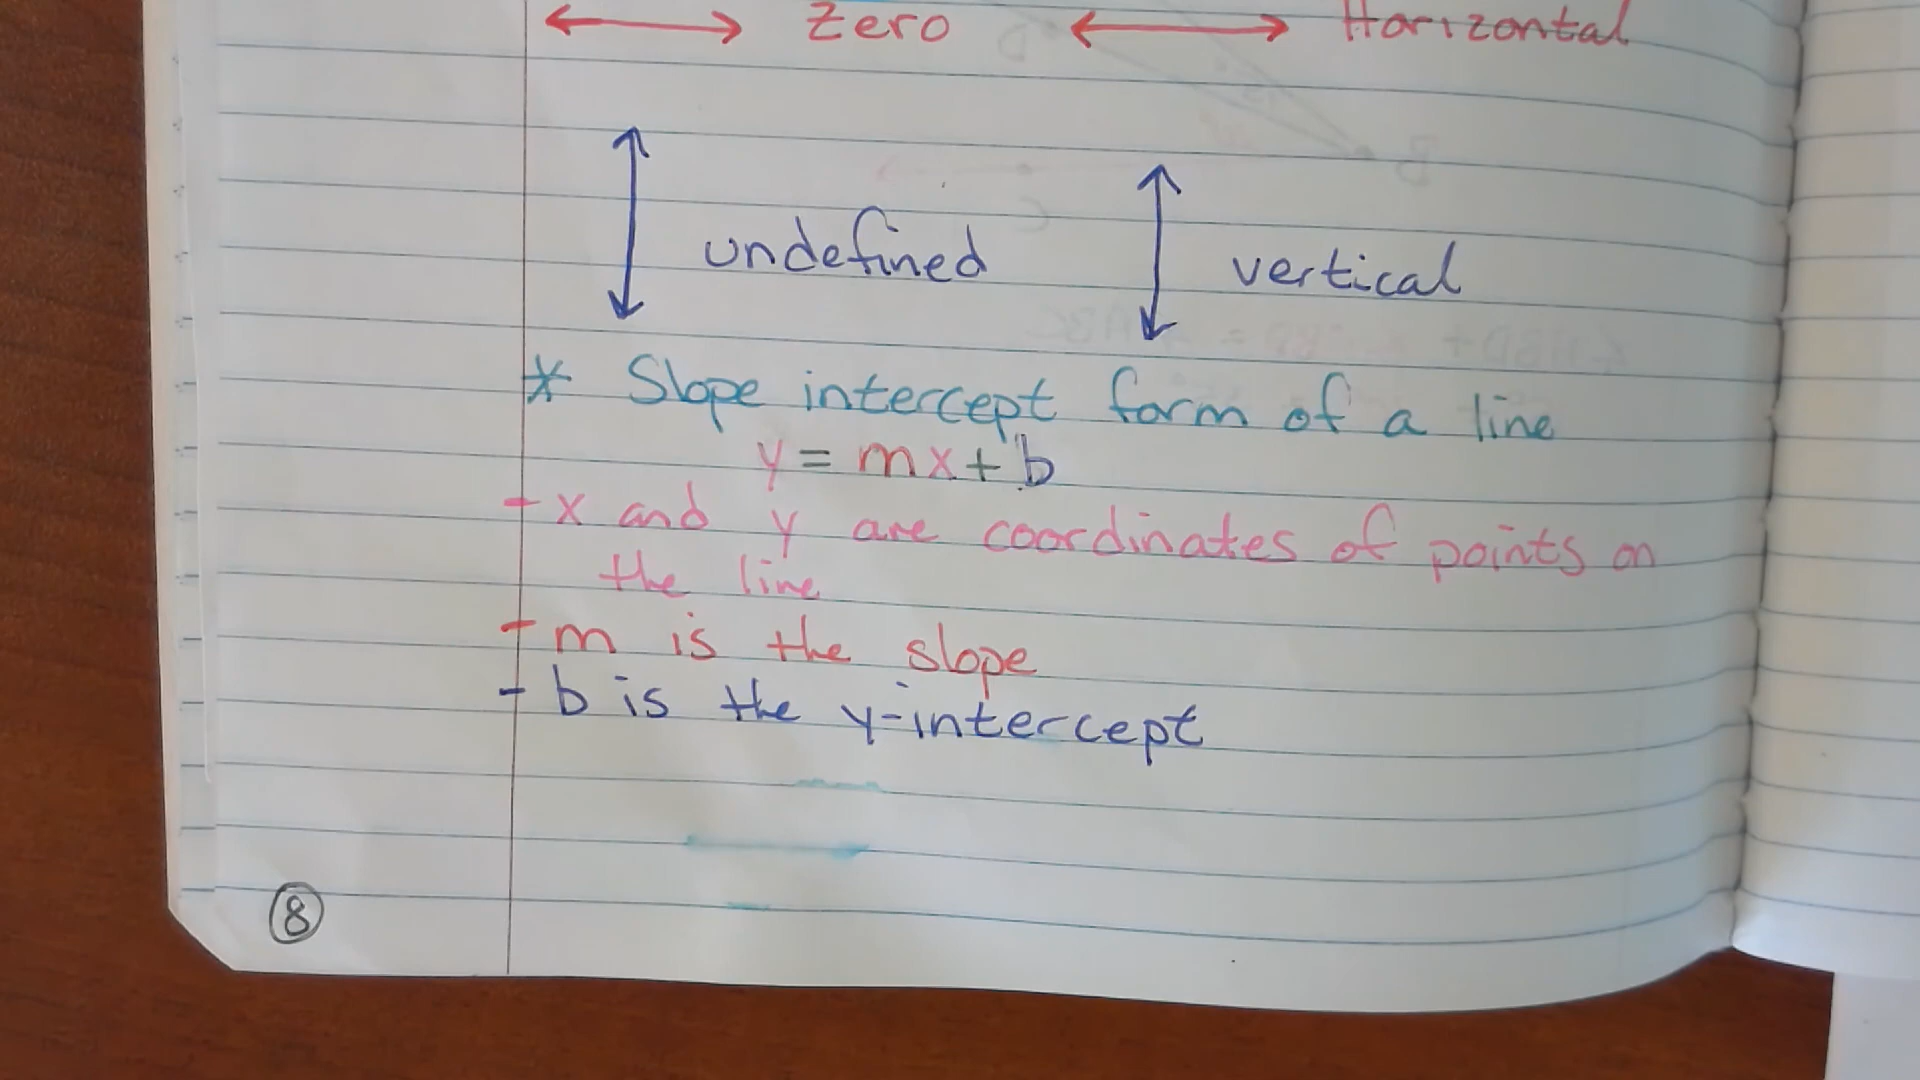 Zero Horizontal
undefined vertical
* Slope intercept form of a line
y = mx + b
- x and y are coordinates of points on
the line
- m is the slope
- b is the y-intercept
8